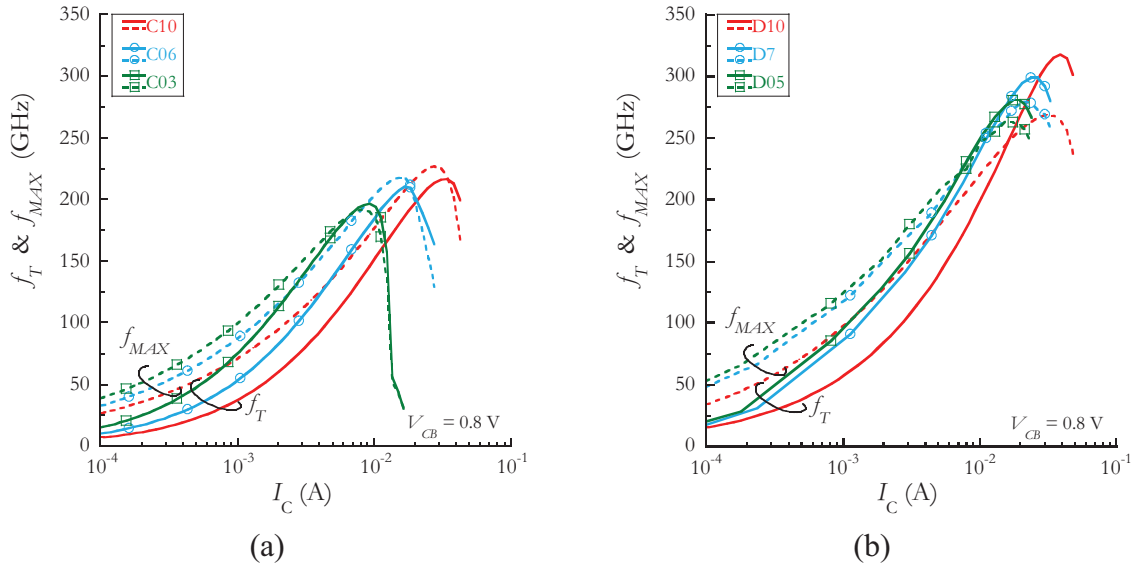 f_T & f_MAX (GHz)
350
300
250
200
150
100
50
0
C10
C06
C03
f_MAX
f_T
V_CB = 0.8 V
10^-4
10^-3
10^-2
10^-1
I_C (A)
(a)
f_T & f_MAX (GHz)
350
300
250
200
150
100
50
0
D10
D7
D05
f_MAX
f_T
V_CB = 0.8 V
10^-4
10^-3
10^-2
10^-1
I_C (A)
(b)